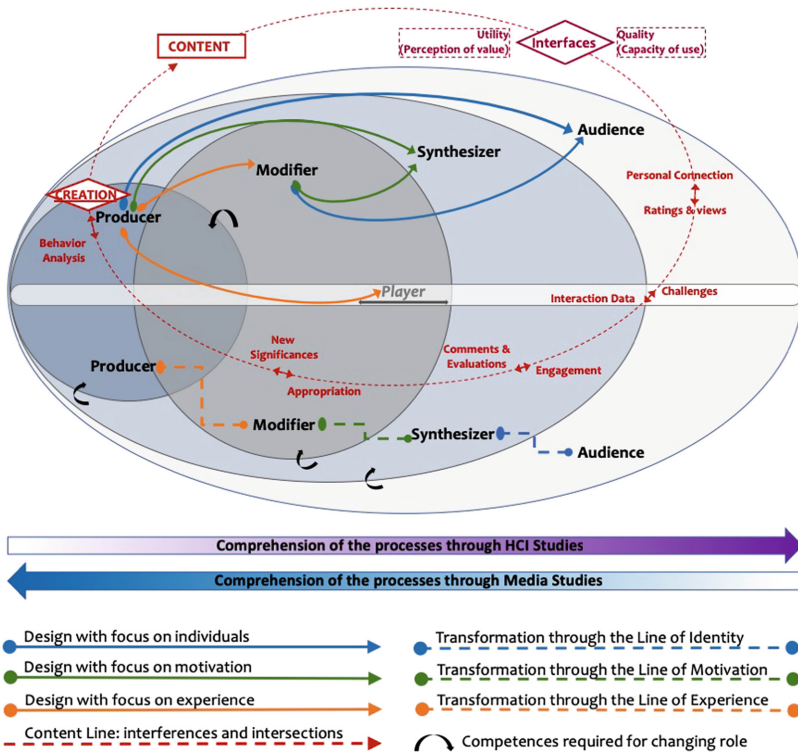 CONTENT
Utility
(Perception of value)
Interfaces
Quality
(Capacity of use)
Audience
Synthesizer
Modifier
Personal Connection
CREATION
Producer
Ratings & views
Behavior
Analysis
Player
Interaction Data
Challenges
New
Significances
Comments &
Evaluations
Engagement
Producer
Appropriation
Modifier
Synthesizer
Audience
Comprehension of the processes through HCI Studies
Comprehension of the processes through Media Studies
Design with focus on individuals
Transformation through the Line of Identity
Design with focus on motivation
Transformation through the Line of Motivation
Design with focus on experience
Transformation through the Line of Experience
Content Line: interferences and intersections
Competences required for changing role